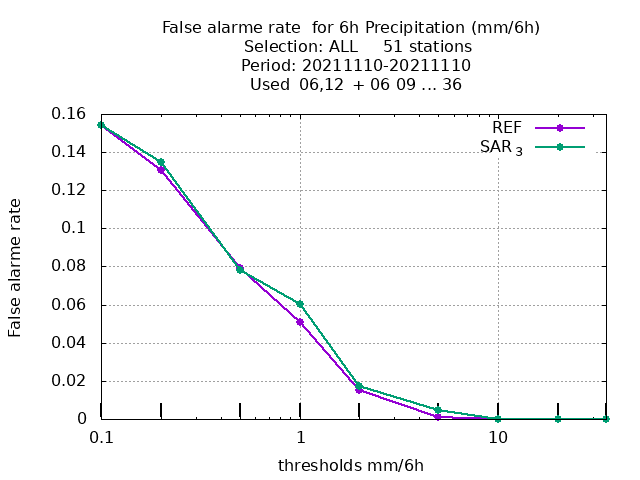 False alarme rate  for 6h Precipitation (mm/6h)
Selection: ALL     51 stations
Period: 20211110-20211110
Used  06,12  + 06 09 ... 36
REF
SAR 3
0.16
0.14
0.12
0.1
0.08
0.06
0.04
0.02
0
0.1
1
10
False alarme rate
thresholds mm/6h